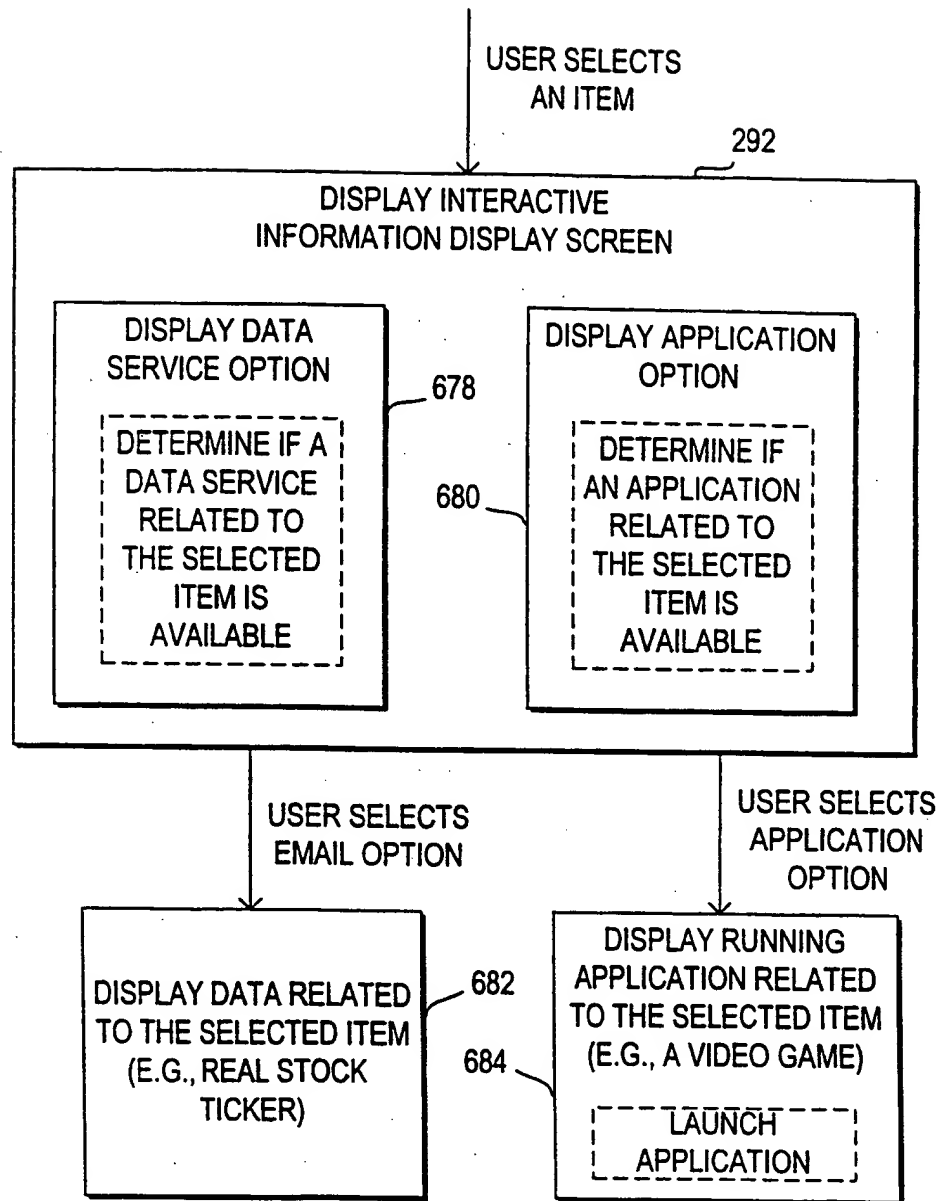 USER SELECTS
AN ITEM
292
DISPLAY INTERACTIVE
INFORMATION DISPLAY SCREEN
DISPLAY DATA
SERVICE OPTION
678
DETERMINE IF A
DATA SERVICE
RELATED TO
THE SELECTED
ITEM IS
AVAILABLE
DISPLAY APPLICATION
OPTION
680
DETERMINE IF
AN APPLICATION
RELATED TO
THE SELECTED
ITEM IS
AVAILABLE
USER SELECTS
EMAIL OPTION
USER SELECTS
APPLICATION
OPTION
DISPLAY DATA RELATED
TO THE SELECTED ITEM
(E.G., REAL STOCK
TICKER)
682
DISPLAY RUNNING
APPLICATION RELATED
TO THE SELECTED ITEM
(E.G., A VIDEO GAME)
684
LAUNCH
APPLICATION